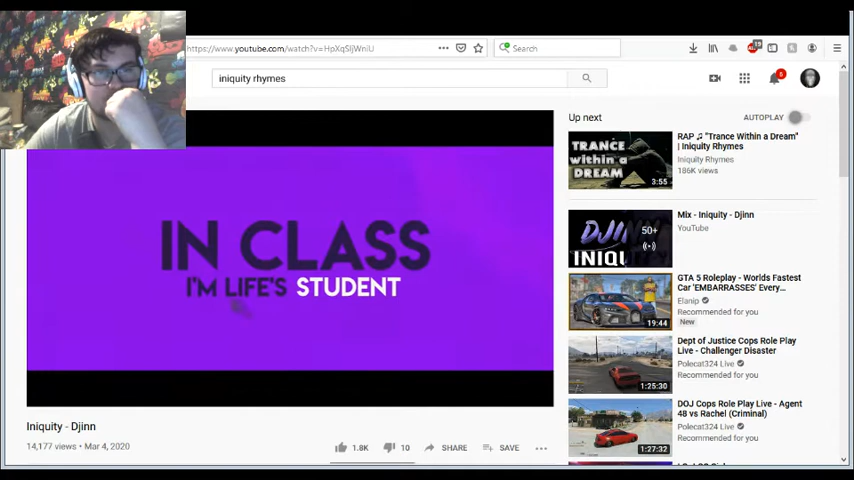 https://www.youtube.com/watch?v=HpXqSIjWniU
Search
19
iniquity rhymes
6
IN CLASS
I'M LIFE'S STUDENT
Iniquity - Djinn
14,177 views • Mar 4, 2020
1.8K
10
SHARE
SAVE
Up next
AUTOPLAY
TRANCE
within a
DREAM
3:55
RAP ♫ "Trance Within a Dream"
| Iniquity Rhymes
Iniquity Rhymes
186K views
50+
Mix - Iniquity - Djinn
YouTube
19:44
GTA 5 Roleplay - Worlds Fastest
Car 'EMBARRASSES' Every...
Elanip
Recommended for you
New
1:25:30
Dept of Justice Cops Role Play
Live - Challenger Disaster
Polecat324 Live
Recommended for you
1:27:32
DOJ Cops Role Play Live - Agent
48 vs Rachel (Criminal)
Polecat324 Live
Recommended for you